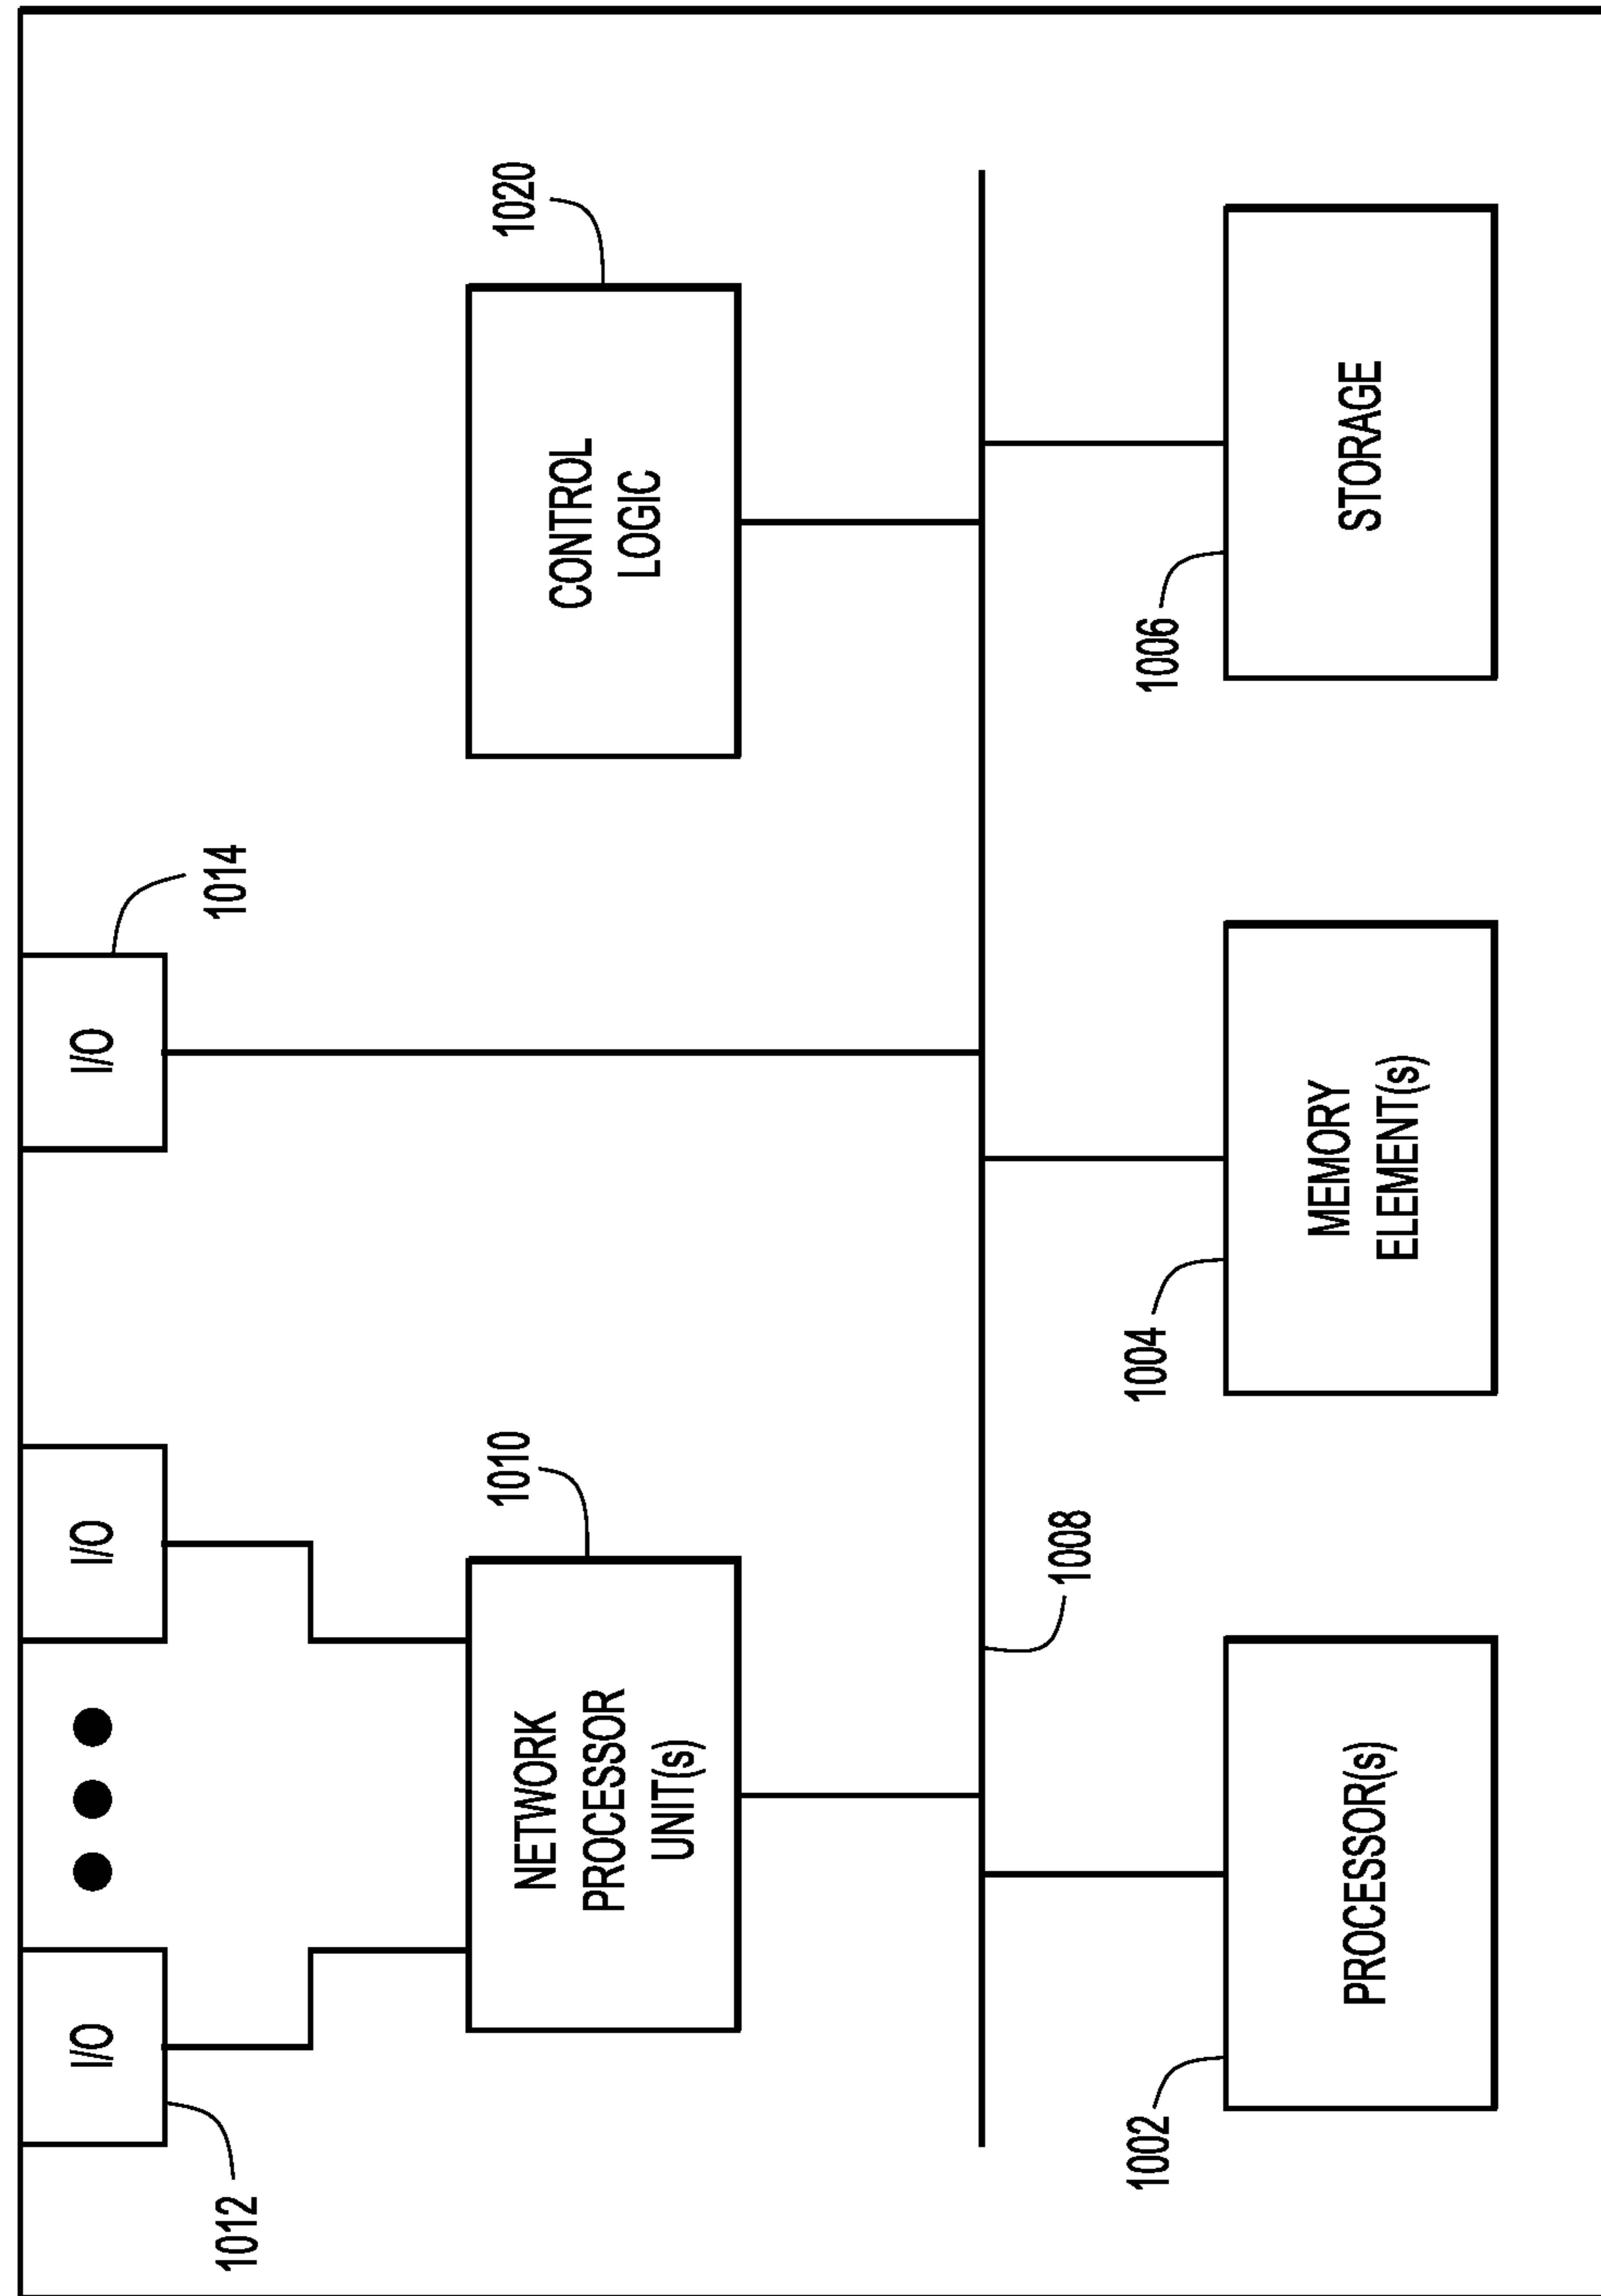 I/O
I/O
I/O
1012
1014
1010
1020
NETWORK
PROCESSOR
UNIT(s)
CONTROL
LOGIC
1008
1002
1004
1006
PROCESSOR(s)
MEMORY
ELEMENT(s)
STORAGE